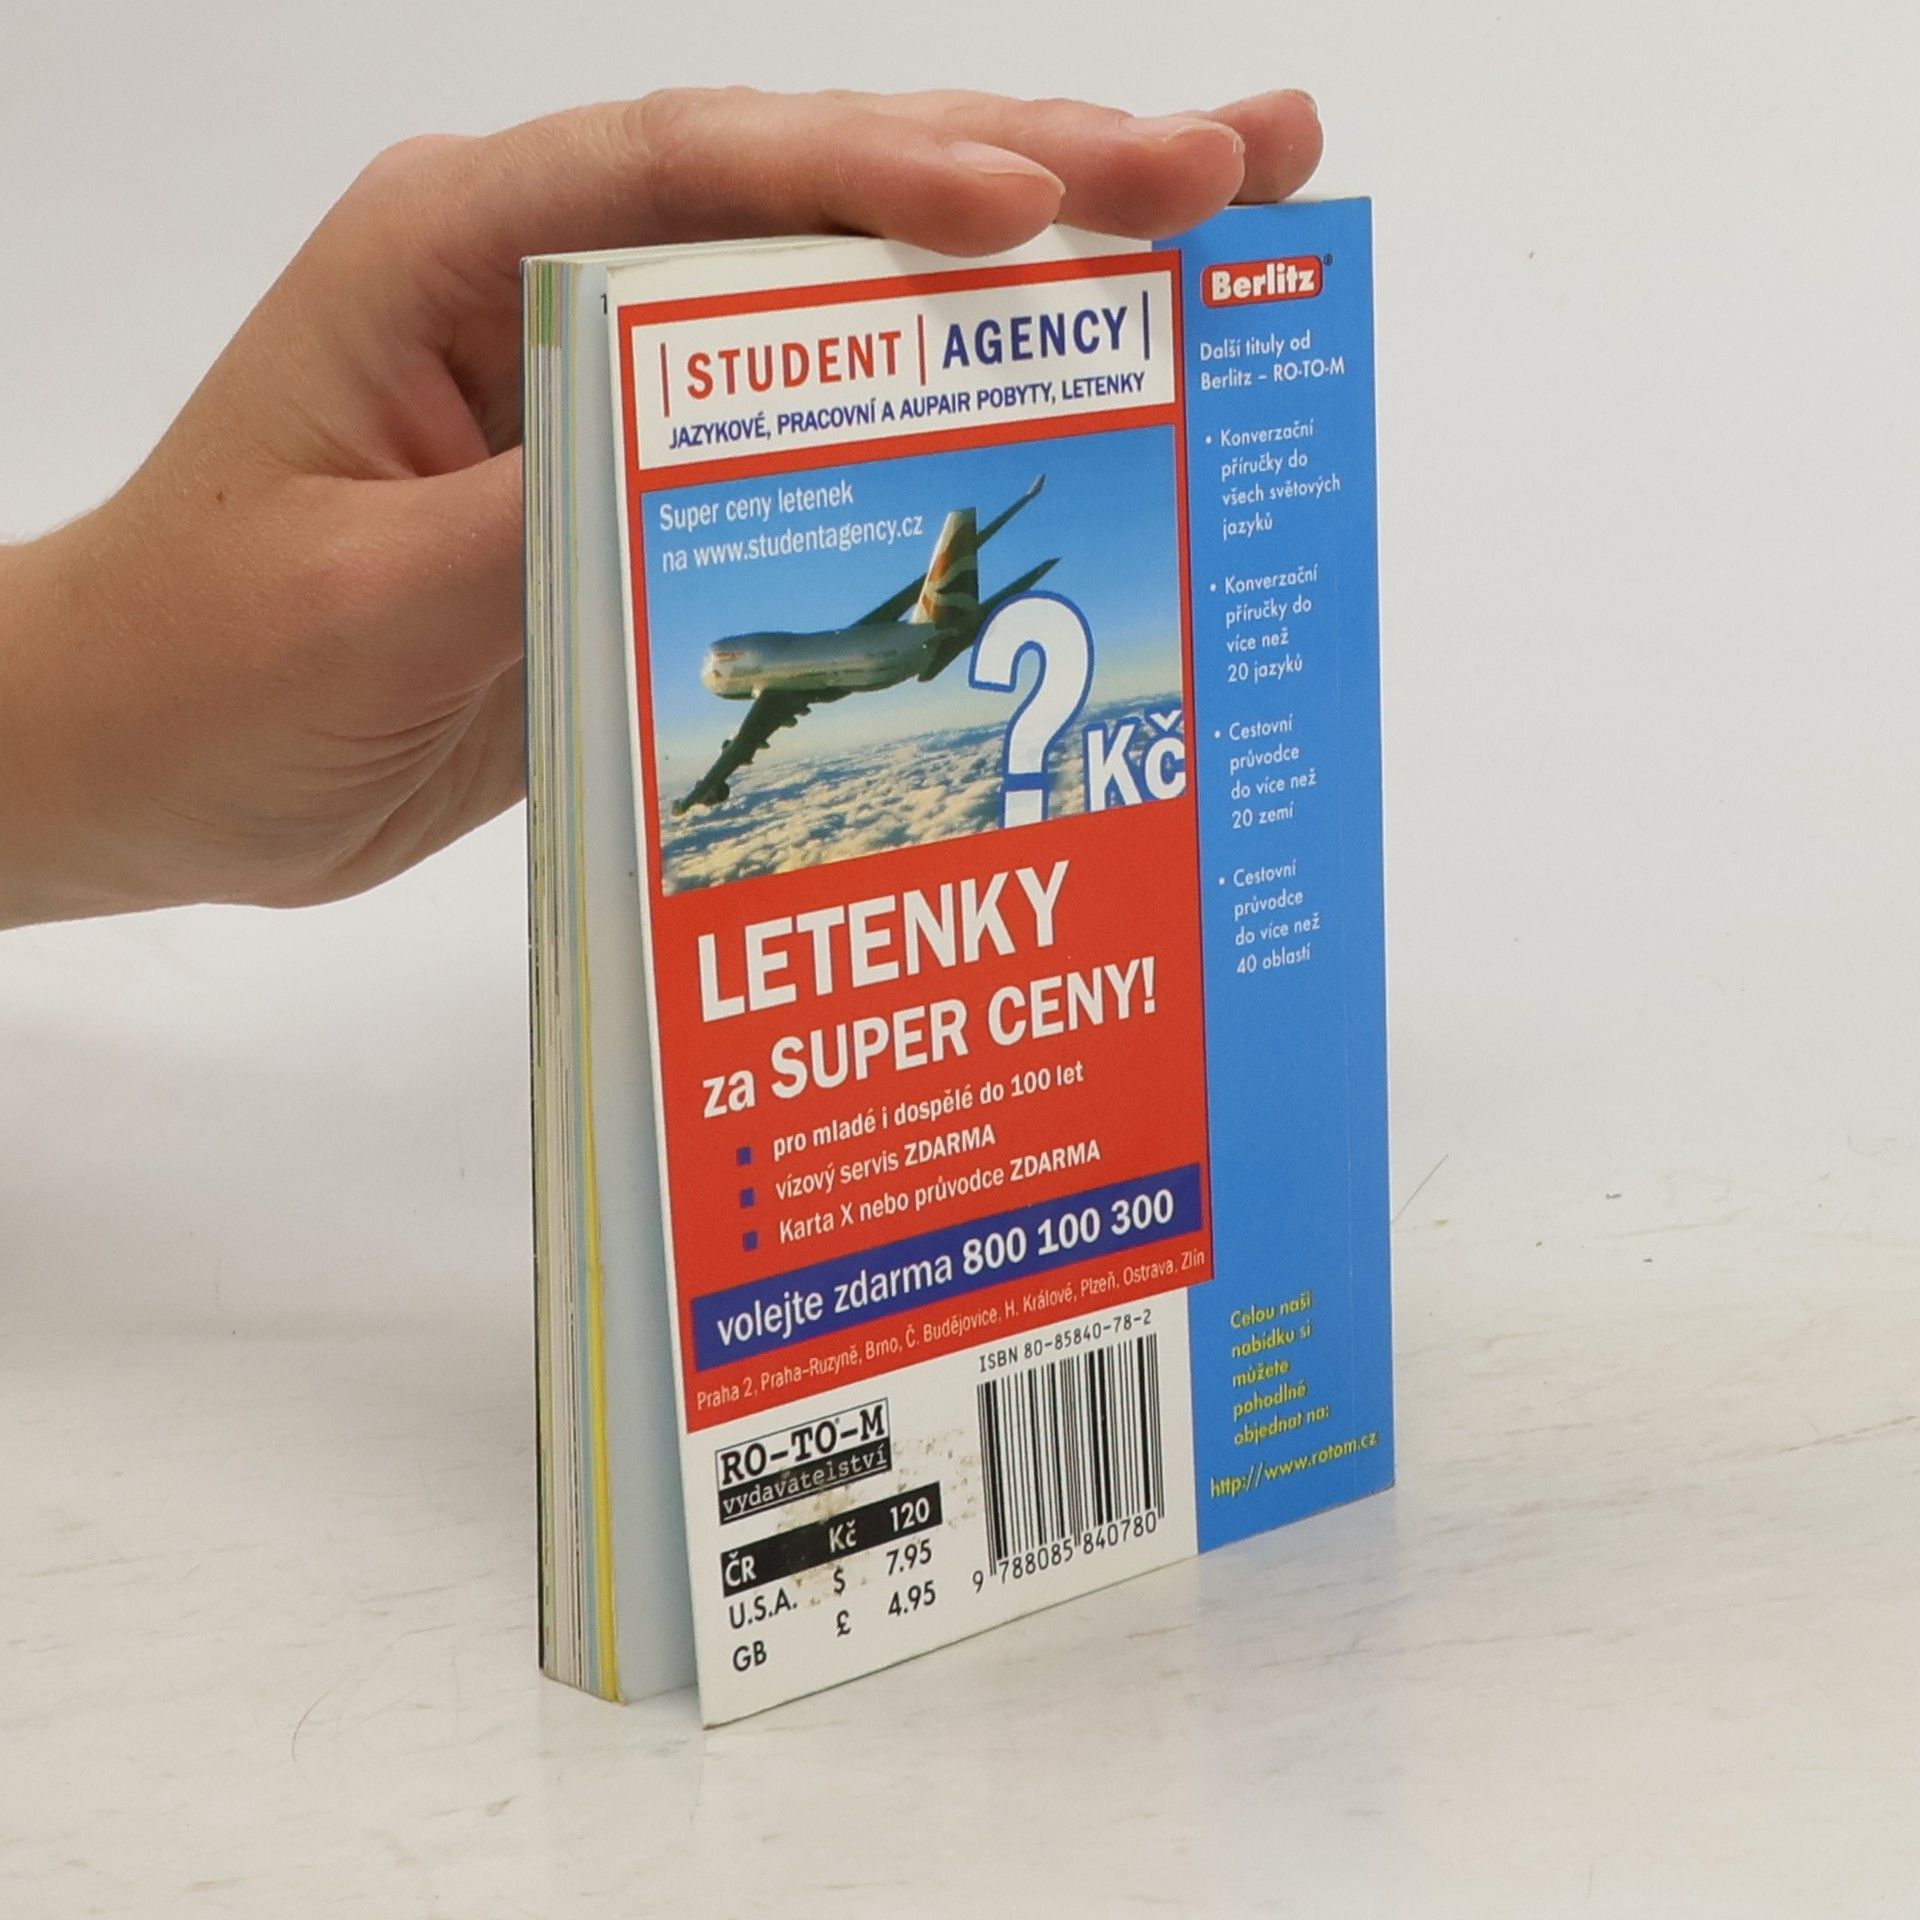 | STUDENT | AGENCY |
JAZYKOVÉ, PRACOVNÍ A AUPAIR POBYTY, LETENKY
Super ceny letenek
na www.studentagency.cz
? Kč
LETENKY
za SUPER CENY!
pro mladé i dospělé do 100 let
vízový servis ZDARMA
Karta X nebo průvodce ZDARMA
volejte zdarma 800 100 300
Praha 2, Praha-Ruzyně, Brno, Č. Budějovice, H. Králové, Plzeň, Ostrava, Zlín
RO-TO-M
vydavatelství
ČR Kč 120
U.S.A. $ 7.95
GB £ 4.95
ISBN 80-85840-78-2
9 788085 840780
Berlitz®
Další tituly od
Berlitz – RO-TO-M
• Konverzační
příručky do
všech světových
jazyků
• Konverzační
příručky do
více než
20 jazyků
• Cestovní
průvodce
do více než
20 zemí
• Cestovní
průvodce
do více než
40 oblastí
Celou naši
nabídku si
můžete
pohodlně
objednat na:
http://www.rotom.cz